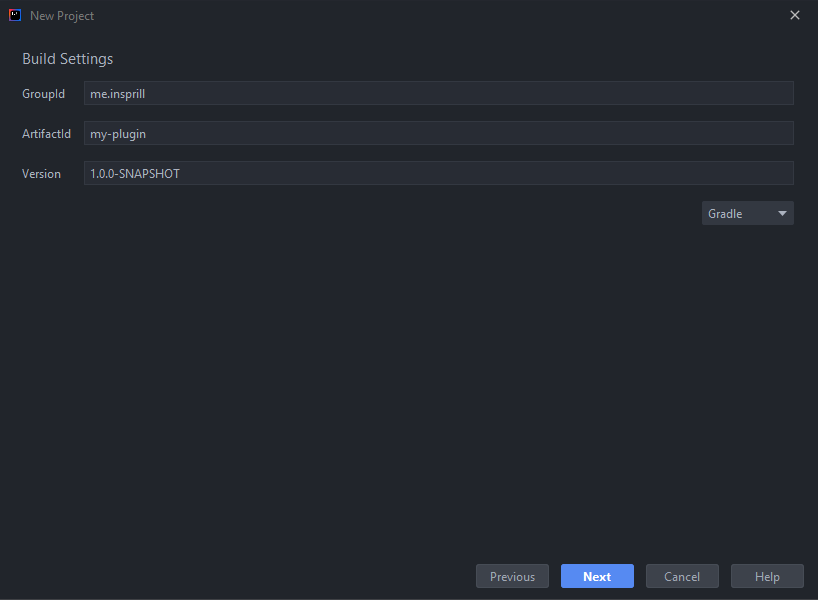 New Project
Build Settings
GroupId me.insprill
ArtifactId my-plugin
Version 1.0.0-SNAPSHOT
Gradle
Previous Next Cancel Help